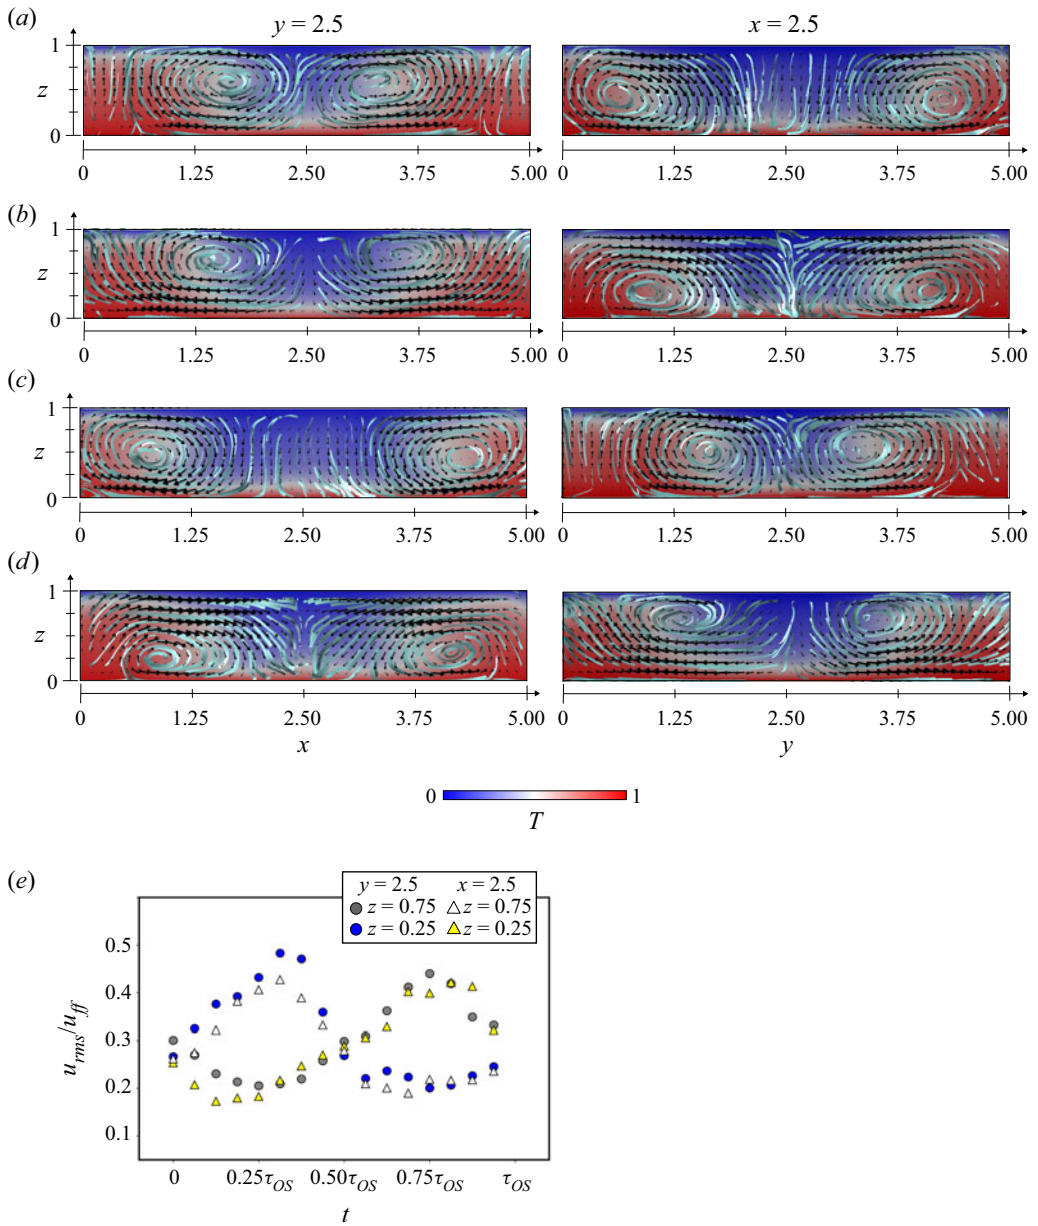 (a)
y = 2.5
x = 2.5
1
z
0
0 1.25 2.50 3.75 5.00
0 1.25 2.50 3.75 5.00
(b)
1
z
0
0 1.25 2.50 3.75 5.00
0 1.25 2.50 3.75 5.00
(c)
1
z
0
0 1.25 2.50 3.75 5.00
0 1.25 2.50 3.75 5.00
(d)
1
z
0
0 1.25 2.50 3.75 5.00
0 1.25 2.50 3.75 5.00
x
y
0 1
T
(e)
y = 2.5 x = 2.5
z = 0.75 z = 0.75
z = 0.25 z = 0.25
0.5
0.4
0.3
0.2
0.1
u_rms/u_ff
0 0.25τ_OS 0.50τ_OS 0.75τ_OS τ_OS
t